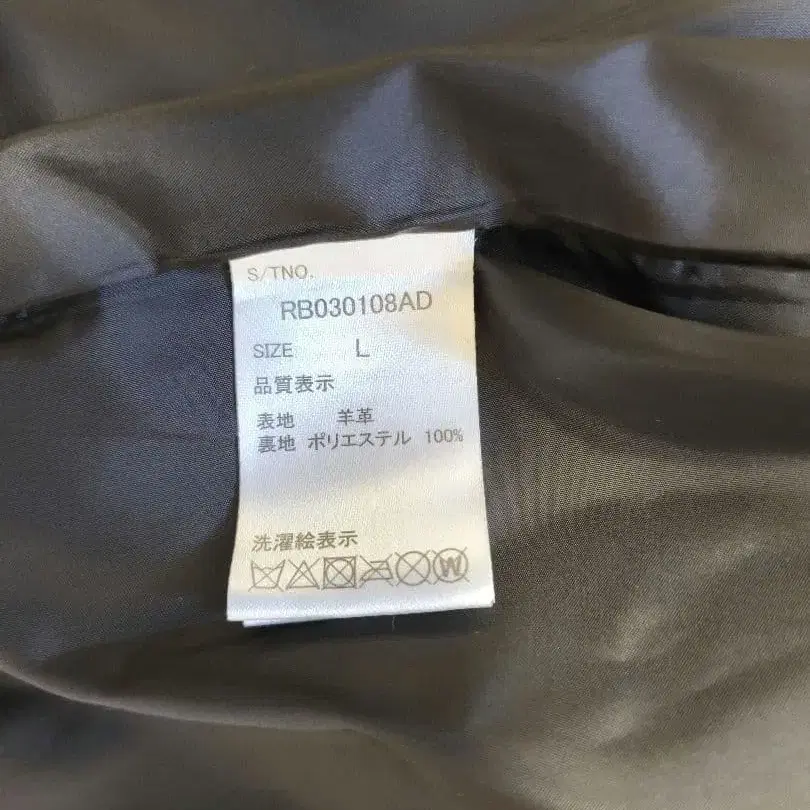 S/TNO.
RB030108AD
SIZE L
品質表示
表地 羊革
裏地 ポリエステル 100%
洗濯絵表示
W